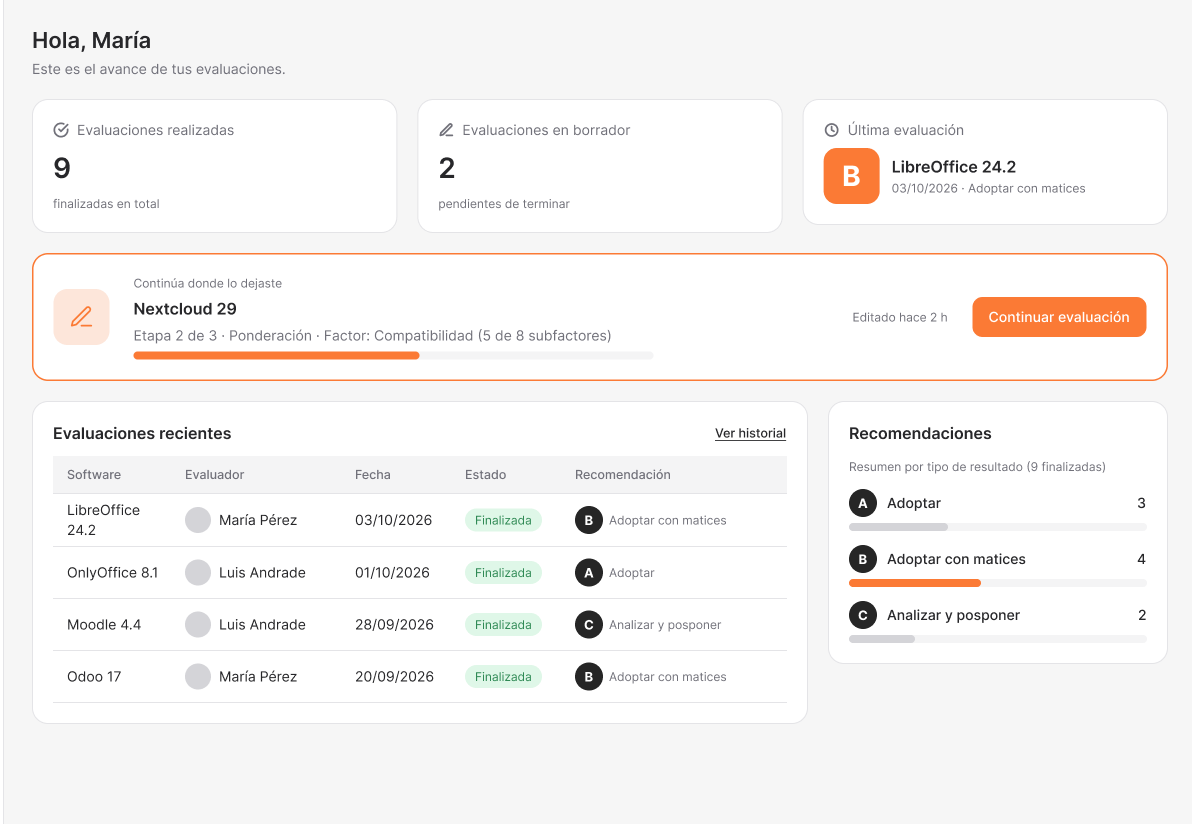 Hola, María
Este es el avance de tus evaluaciones.
Evaluaciones realizadas
9
finalizadas en total
Evaluaciones en borrador
2
pendientes de terminar
Última evaluación
B
LibreOffice 24.2
03/10/2026 · Adoptar con matices
Continúa donde lo dejaste
Nextcloud 29
Etapa 2 de 3 · Ponderación · Factor: Compatibilidad (5 de 8 subfactores)
Editado hace 2 h
Continuar evaluación
Evaluaciones recientes
Ver historial
Software Evaluador Fecha Estado Recomendación
LibreOffice
24.2
María Pérez 03/10/2026 Finalizada B Adoptar con matices
OnlyOffice 8.1 Luis Andrade 01/10/2026 Finalizada A Adoptar
Moodle 4.4 Luis Andrade 28/09/2026 Finalizada C Analizar y posponer
Odoo 17 María Pérez 20/09/2026 Finalizada B Adoptar con matices
Recomendaciones
Resumen por tipo de resultado (9 finalizadas)
A Adoptar 3
B Adoptar con matices 4
C Analizar y posponer 2